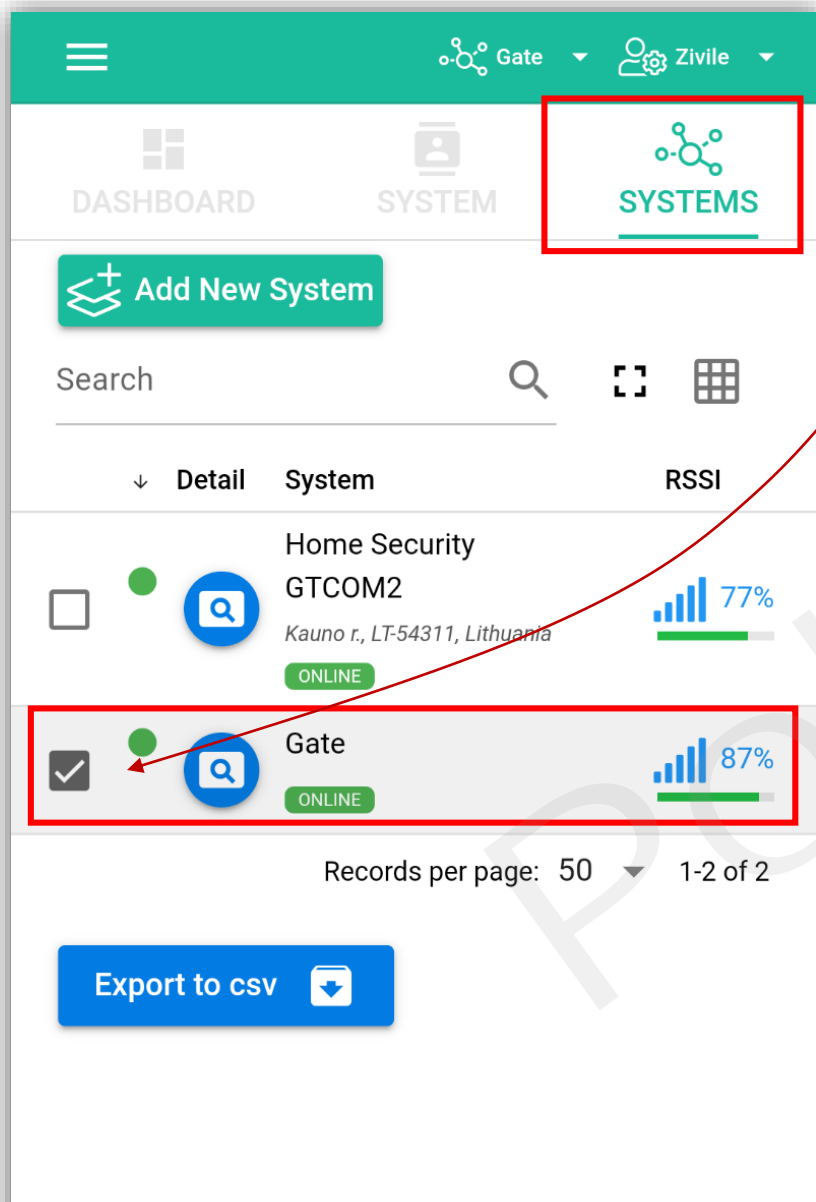 Gate Zivile
DASHBOARD SYSTEM SYSTEMS
Add New System
Search
Detail System RSSI
Home Security
GTCOM2
Kauno r., LT-54311, Lithuania
ONLINE
77%
Gate
ONLINE
87%
Records per page: 50 1-2 of 2
Export to csv